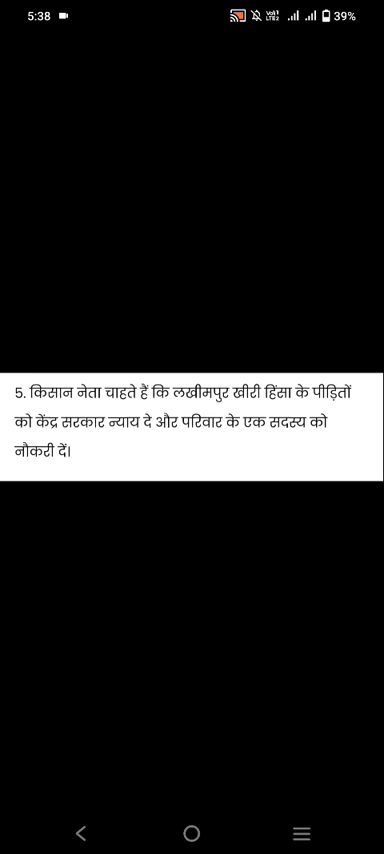 5:38
39%
5. किसान नेता चाहते हैं कि लखीमपुर खीरी हिंसा के पीड़ितों
को केंद्र सरकार न्याय दे और परिवार के एक सदस्य को
नौकरी दें।